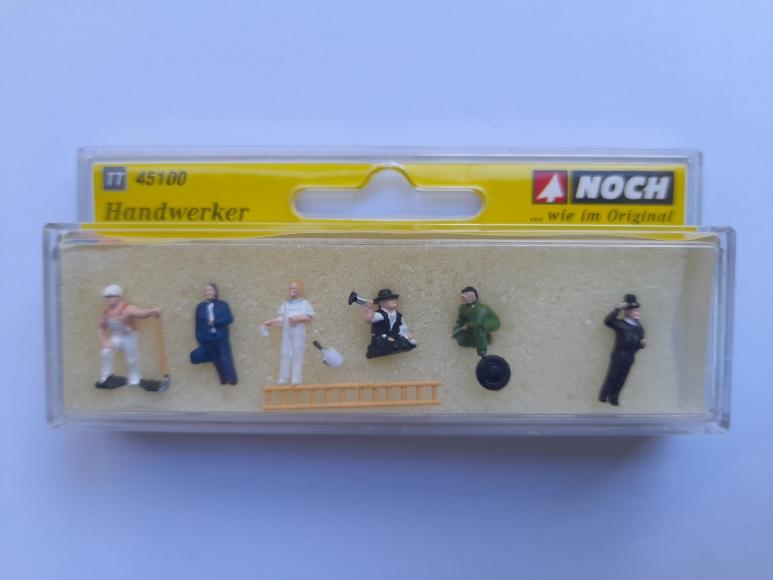 TT 45100
Handwerker
NOCH
... wie im Original